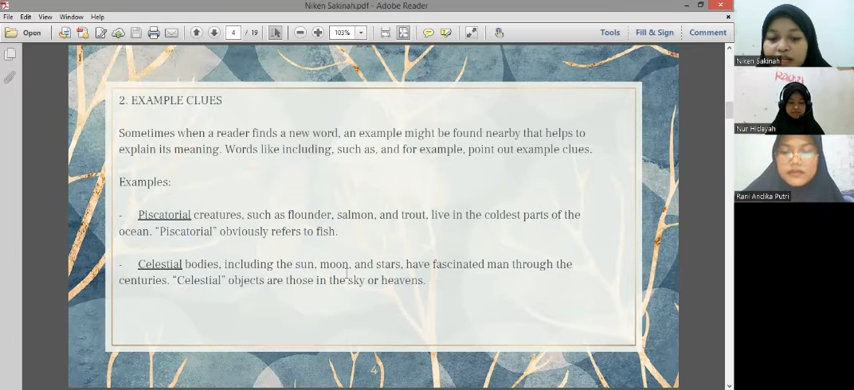 Niken Sakinah.pdf - Adobe Reader
File Edit View Window Help
Open
4 / 19
103%
Tools Fill & Sign Comment
2. EXAMPLE CLUES
Sometimes when a reader finds a new word, an example might be found nearby that helps to
explain its meaning. Words like including, such as, and for example, point out example clues.
Examples:
- Piscatorial creatures, such as flounder, salmon, and trout, live in the coldest parts of the
ocean. “Piscatorial” obviously refers to fish.
- Celestial bodies, including the sun, moon, and stars, have fascinated man through the
centuries. “Celestial” objects are those in the sky or heavens.
4
Niken Sakinah
Nur Hidayah
Rani Andika Putri